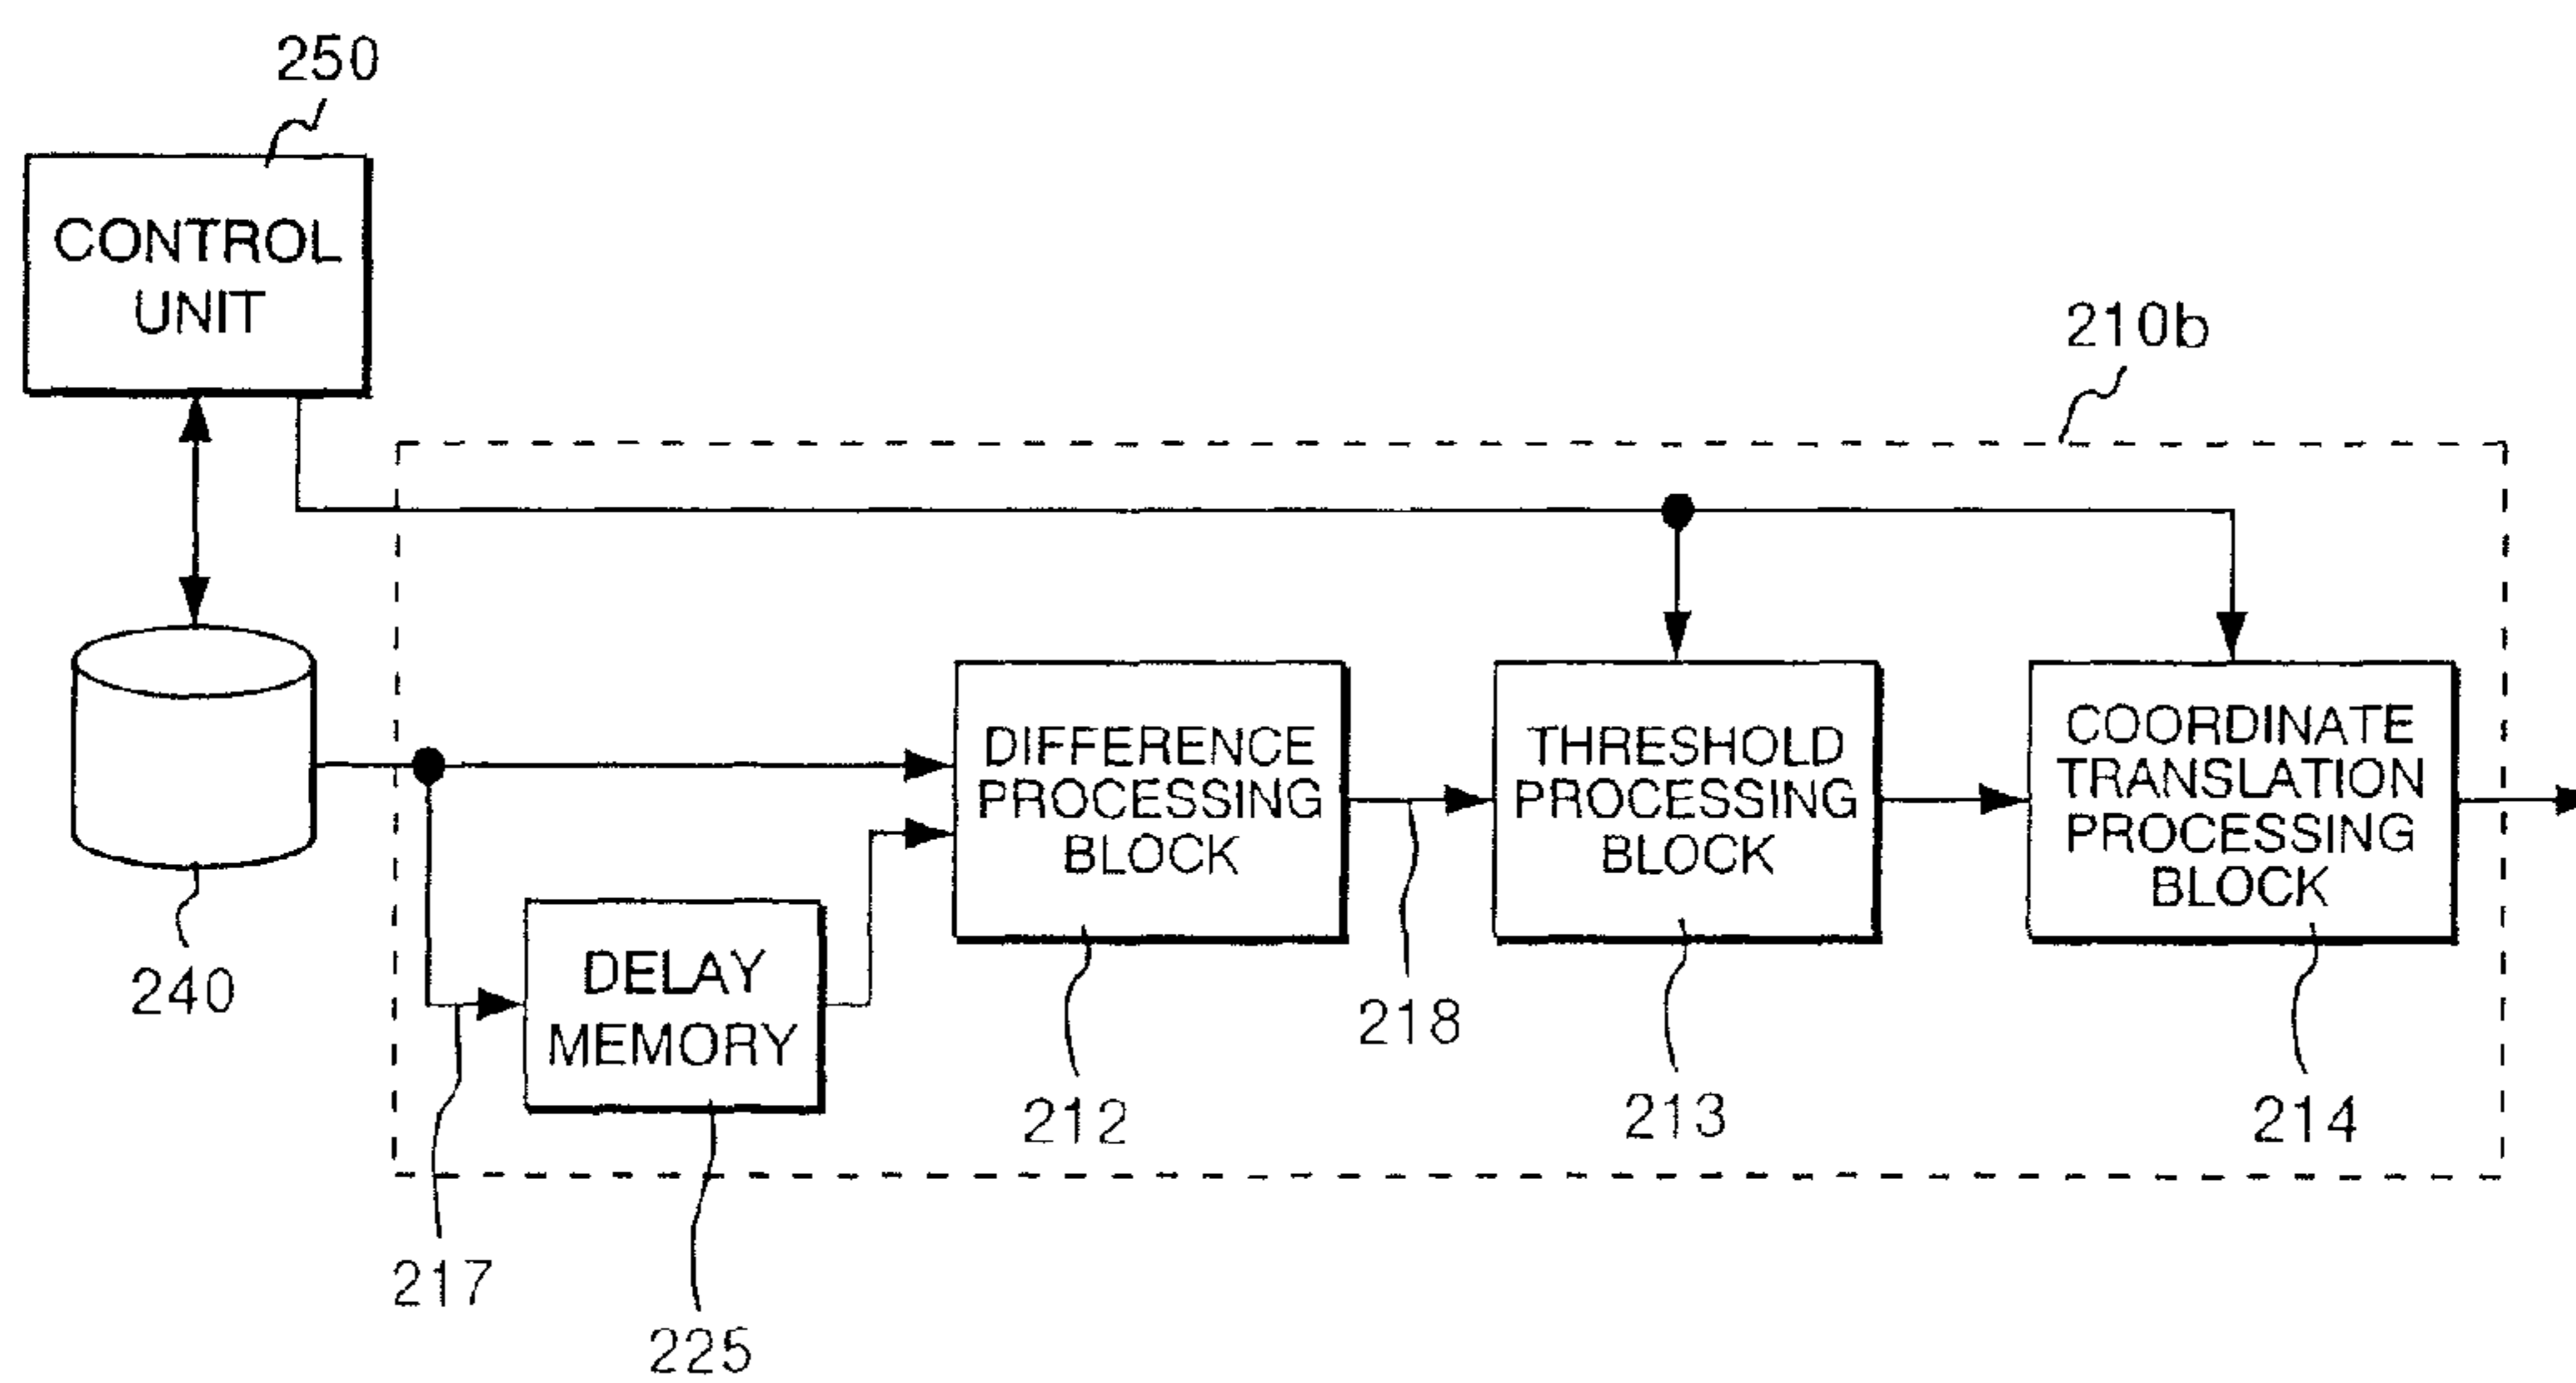 250
CONTROL
UNIT
210b
DIFFERENCE
PROCESSING
BLOCK
THRESHOLD
PROCESSING
BLOCK
COORDINATE
TRANSLATION
PROCESSING
BLOCK
240
DELAY
MEMORY
218
212
213
214
217
225